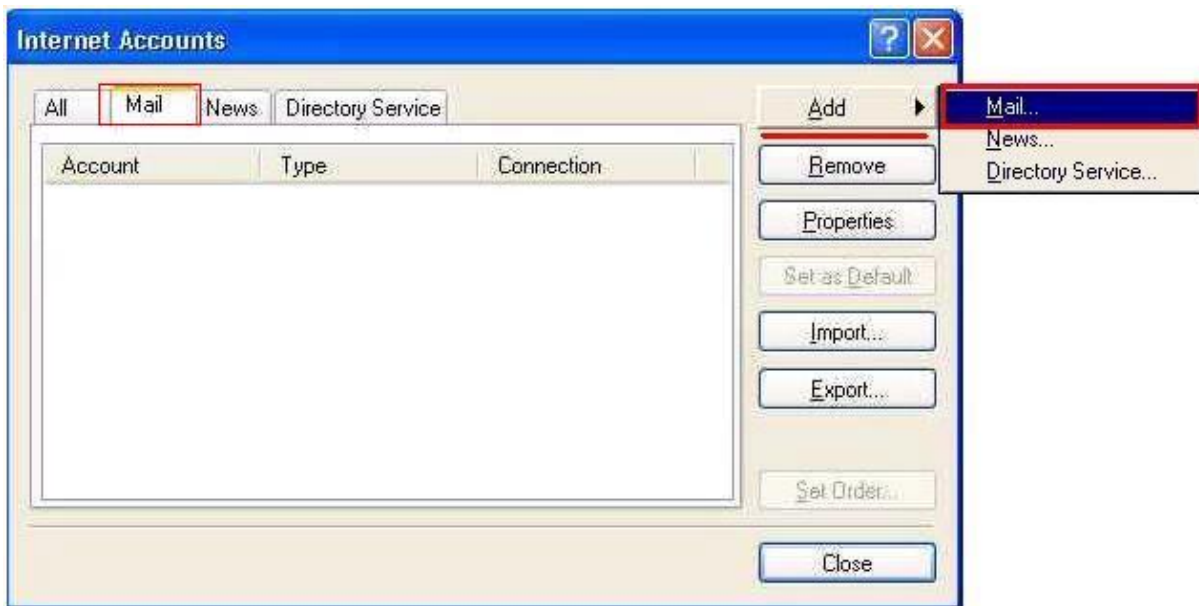 Internet Accounts
All Mail News Directory Service
Add
Mail...
News...
Directory Service...
Account Type Connection
Remove
Properties
Set as Default
Import...
Export...
Set Order...
Close